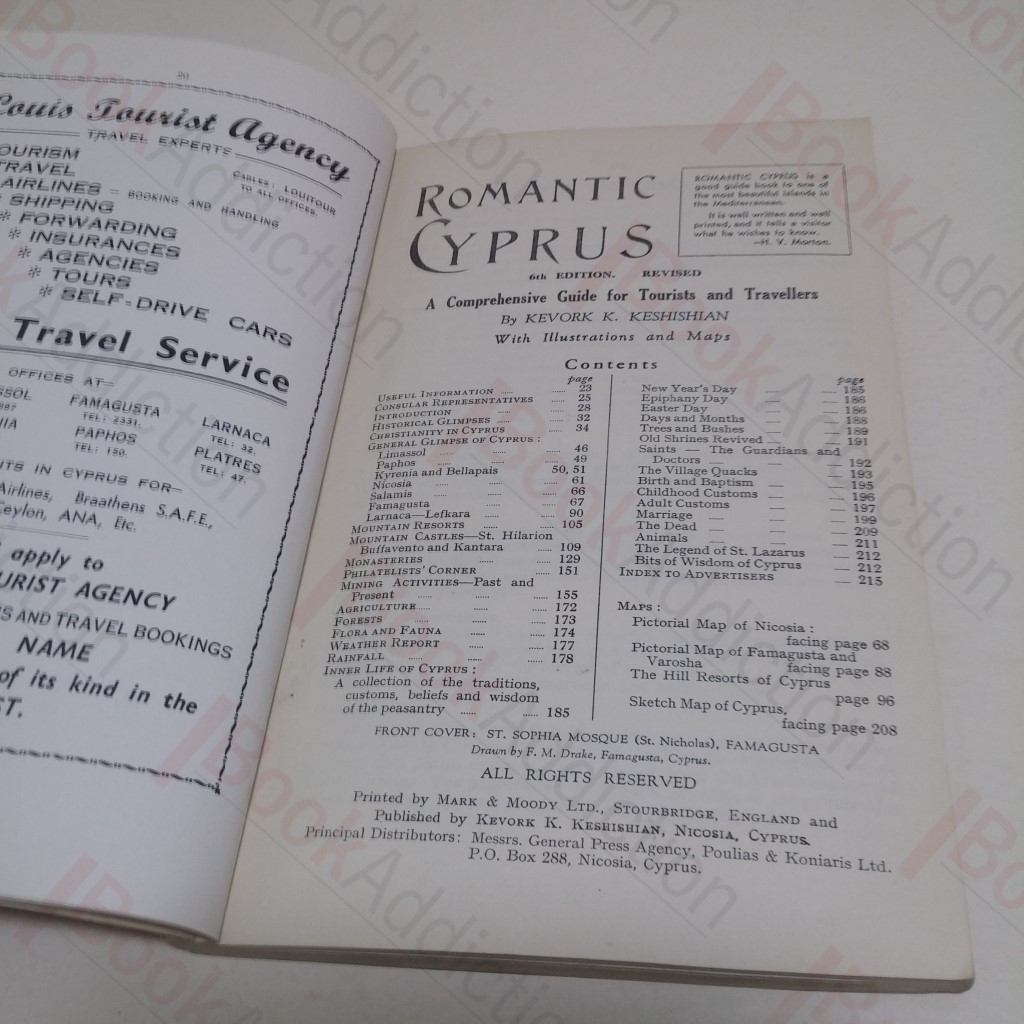 20
Louis Tourist Agency
TRAVEL EXPERTS
CABLES: LOUITOUR
TO ALL OFFICES.
OURISM
TRAVEL
AIRLINES = BOOKING AND HANDLING
SHIPPING
* FORWARDING
* INSURANCES
* AGENCIES
* TOURS
* SELF-DRIVE CARS
Travel Service
OFFICES AT—
FAMAGUSTA
TEL: 2331.
LARNACA
TEL: 32.
PAPHOS
TEL: 150.
PLATRES
TEL: 47.
IN CYPRUS FOR—
Airlines, Braathens S.A.F.E.,
Ceylon, ANA, Etc.
apply to
URIST AGENCY
AND TRAVEL BOOKINGS
NAME
of its kind in the
ST.
ROMANTIC CYPRUS is a
good guide book to one of
the most beautiful islands in
the Mediterranean.
It is well written and well
printed, and it tells a visitor
what he wishes to know.
—H. V. Morton.
ROMANTIC
CYPRUS
6th EDITION. REVISED
A Comprehensive Guide for Tourists and Travellers
By KEVORK K. KESHISHIAN
With Illustrations and Maps
Contents
page
USEFUL INFORMATION ..... 23
CONSULAR REPRESENTATIVES ..... 25
INTRODUCTION ..... 28
HISTORICAL GLIMPSES ..... 32
CHRISTIANITY IN CYPRUS ..... 34
GENERAL GLIMPSE OF CYPRUS :
Limassol ..... 46
Paphos ..... 49
Kyrenia and Bellapais 50, 51
Nicosia ..... 61
Salamis ..... 66
Famagusta ..... 67
Larnaca—Lefkara ..... 90
MOUNTAIN RESORTS ..... 105
MOUNTAIN CASTLES—St. Hilarion
Buffavento and Kantara ..... 109
MONASTERIES ..... 129
PHILATELISTS' CORNER ..... 151
MINING ACTIVITIES—Past and
Present ..... 155
AGRICULTURE ..... 172
FORESTS ..... 173
FLORA AND FAUNA ..... 174
WEATHER REPORT ..... 177
RAINFALL ..... 178
INNER LIFE OF CYPRUS :
A collection of the traditions,
customs, beliefs and wisdom
of the peasantry ..... 185
page
New Year's Day — 185
Epiphany Day — 186
Easter Day — 186
Days and Months — 188
Trees and Bushes — 189
Old Shrines Revived — 191
Saints — The Guardians and
Doctors — 192
The Village Quacks — 193
Birth and Baptism — 195
Childhood Customs — 196
Adult Customs — 197
Marriage — 199
The Dead — 209
Animals — 211
The Legend of St. Lazarus — 212
Bits of Wisdom of Cyprus — 212
INDEX TO ADVERTISERS — 215
MAPS :
Pictorial Map of Nicosia :
facing page 68
Pictorial Map of Famagusta and
Varosha facing page 88
The Hill Resorts of Cyprus
page 96
Sketch Map of Cyprus,
facing page 208
FRONT COVER: ST. SOPHIA MOSQUE (St. Nicholas), FAMAGUSTA
Drawn by F. M. Drake, Famagusta, Cyprus.
ALL RIGHTS RESERVED
Printed by MARK & MOODY LTD., STOURBRIDGE, ENGLAND and
Published by KEVORK K. KESHISHIAN, NICOSIA, CYPRUS.
Principal Distributors: Messrs. General Press Agency, Poulias & Koniaris Ltd.
P.O. Box 288, Nicosia, Cyprus.
BookAddiction